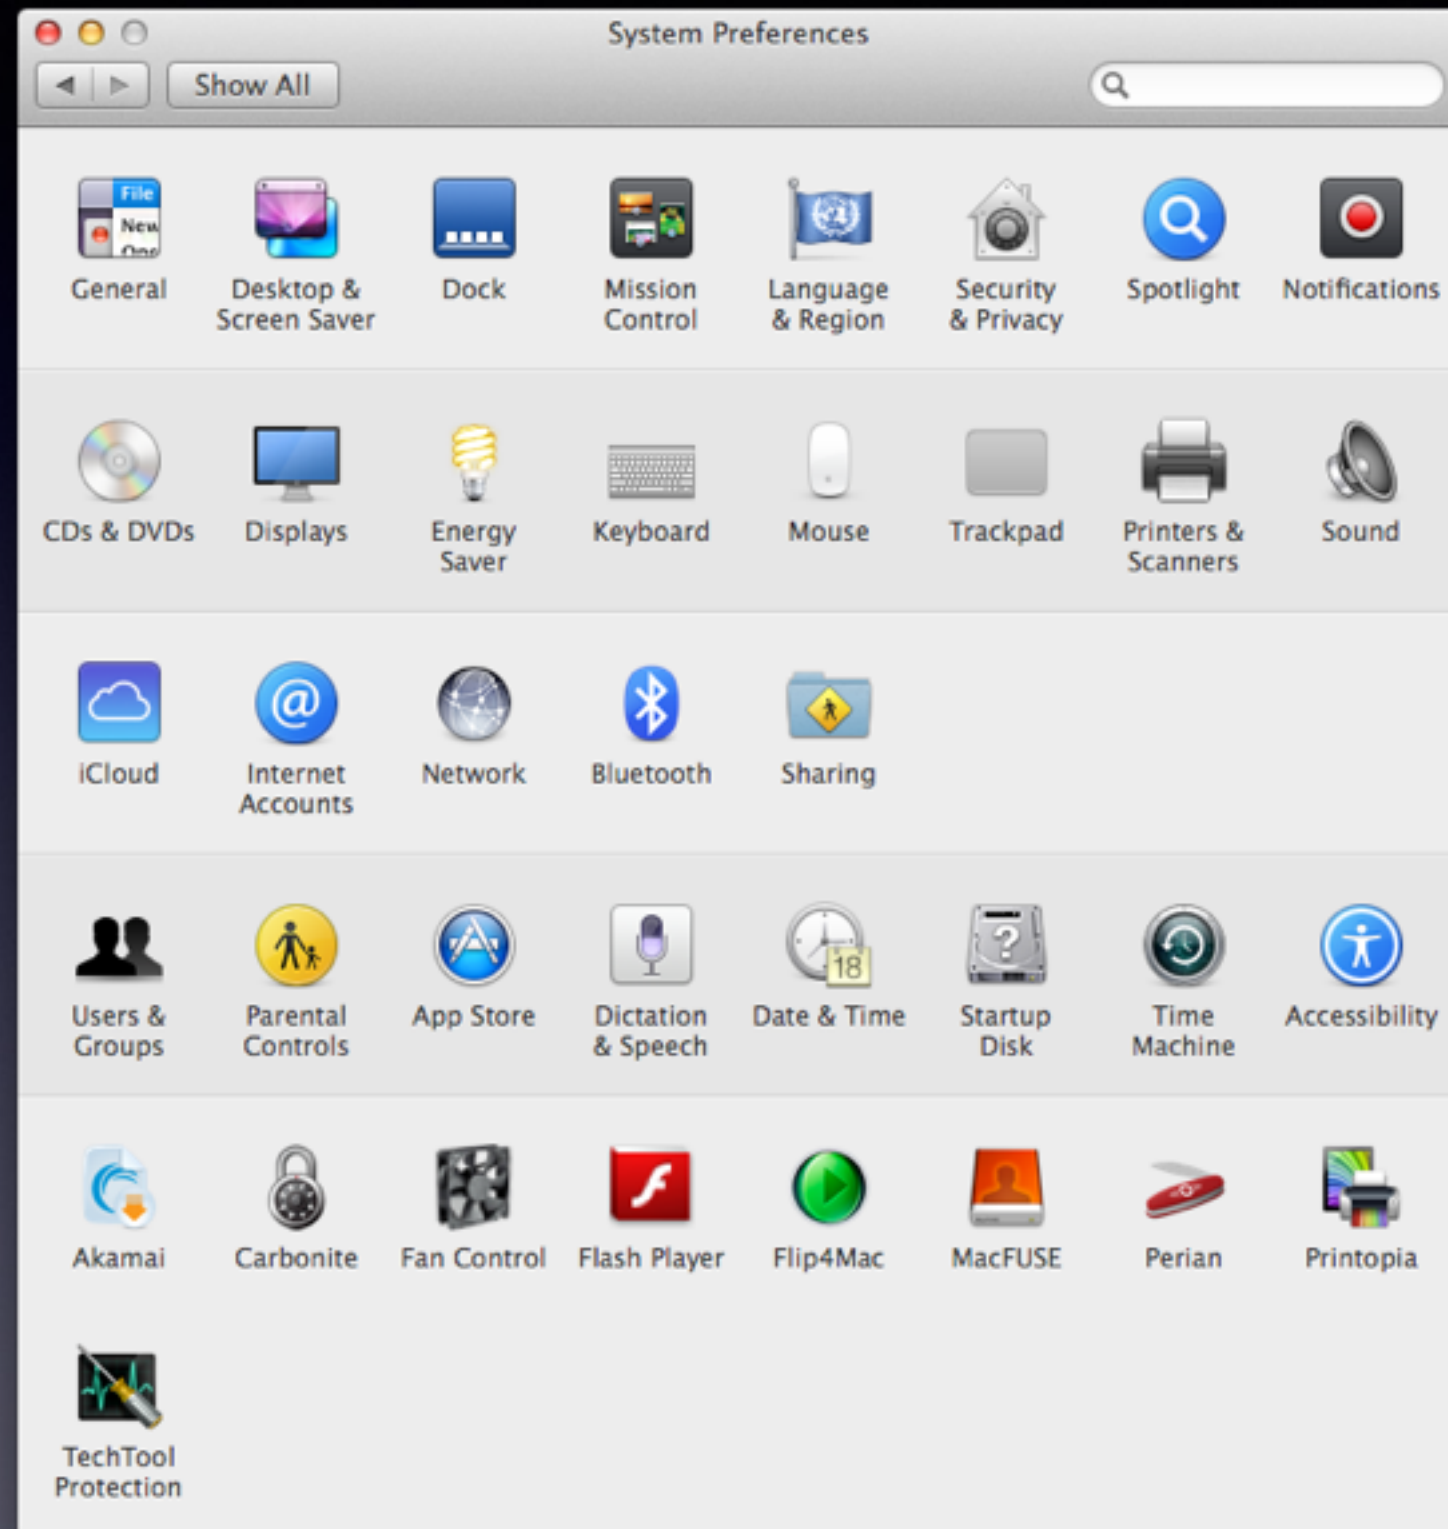 System Preferences
Show All
File
New
General
Desktop &
Screen Saver
Dock
Mission
Control
Language
& Region
Security
& Privacy
Spotlight
Notifications
CDs & DVDs
Displays
Energy
Saver
Keyboard
Mouse
Trackpad
Printers &
Scanners
Sound
@
iCloud
Internet
Accounts
Network
Bluetooth
Sharing
18
?
Users &
Groups
Parental
Controls
App Store
Dictation
& Speech
Date & Time
Startup
Disk
Time
Machine
Accessibility
Akamai
Carbonite
Fan Control
Flash Player
Flip4Mac
MacFUSE
Perian
Printopia
TechTool
Protection